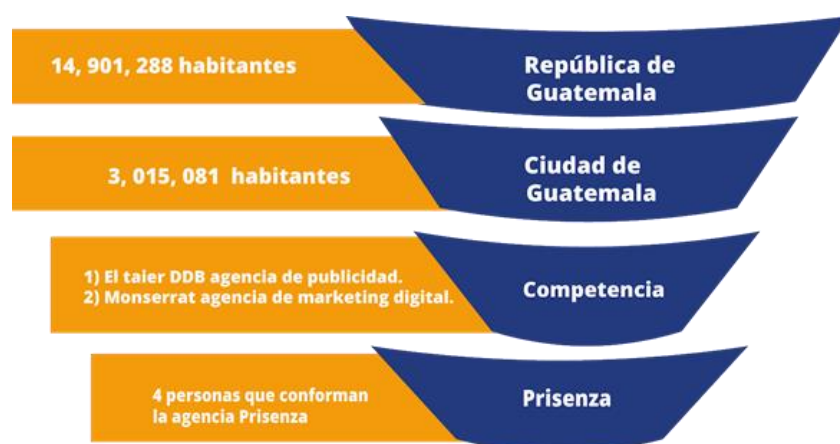 14, 901, 288 habitantes
República de
Guatemala
3, 015, 081 habitantes
Ciudad de
Guatemala
1) El taier DDB agencia de publicidad.
2) Monserrat agencia de marketing digital.
Competencia
4 personas que conforman
la agencia Prisenza
Prisenza